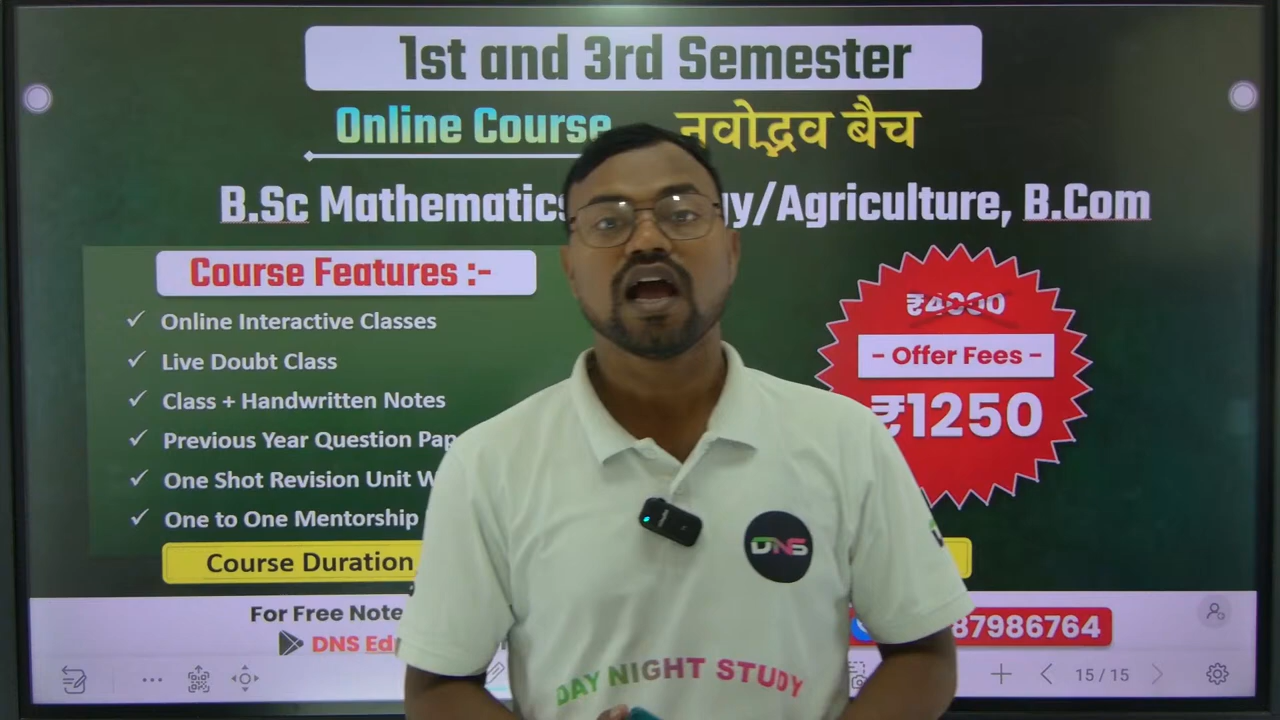 1st and 3rd Semester
Online Course नवोद्भव बैच
B.Sc Mathematics gy/Agriculture, B.Com
Course Features :-
✓ Online Interactive Classes
✓ Live Doubt Class
✓ Class + Handwritten Notes
✓ Previous Year Question Pap
✓ One Shot Revision Unit W
✓ One to One Mentorship
Course Duration
₹4000
- Offer Fees -
₹1250
For Free Note
DNS Ed
87986764
15 / 15
DNS
DAY NIGHT STUDY